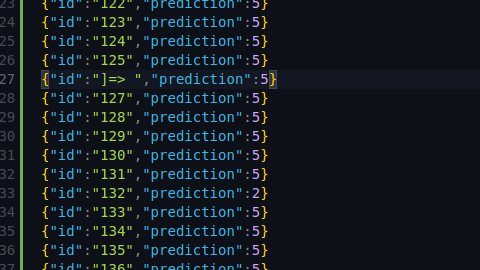 23 {"id":"122","prediction":5}
24 {"id":"123","prediction":5}
25 {"id":"124","prediction":5}
26 {"id":"125","prediction":5}
27 {"id":"]=> ","prediction":5}
28 {"id":"127","prediction":5}
29 {"id":"128","prediction":5}
30 {"id":"129","prediction":5}
31 {"id":"130","prediction":5}
32 {"id":"131","prediction":5}
33 {"id":"132","prediction":2}
34 {"id":"133","prediction":5}
35 {"id":"134","prediction":5}
36 {"id":"135","prediction":5}
37 {"id":"136","prediction":5}